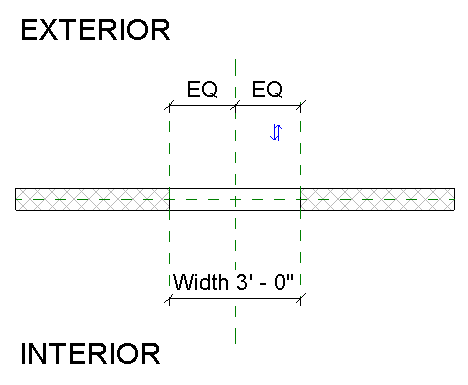 EXTERIOR
EQ EQ
Width 3' - 0"
INTERIOR